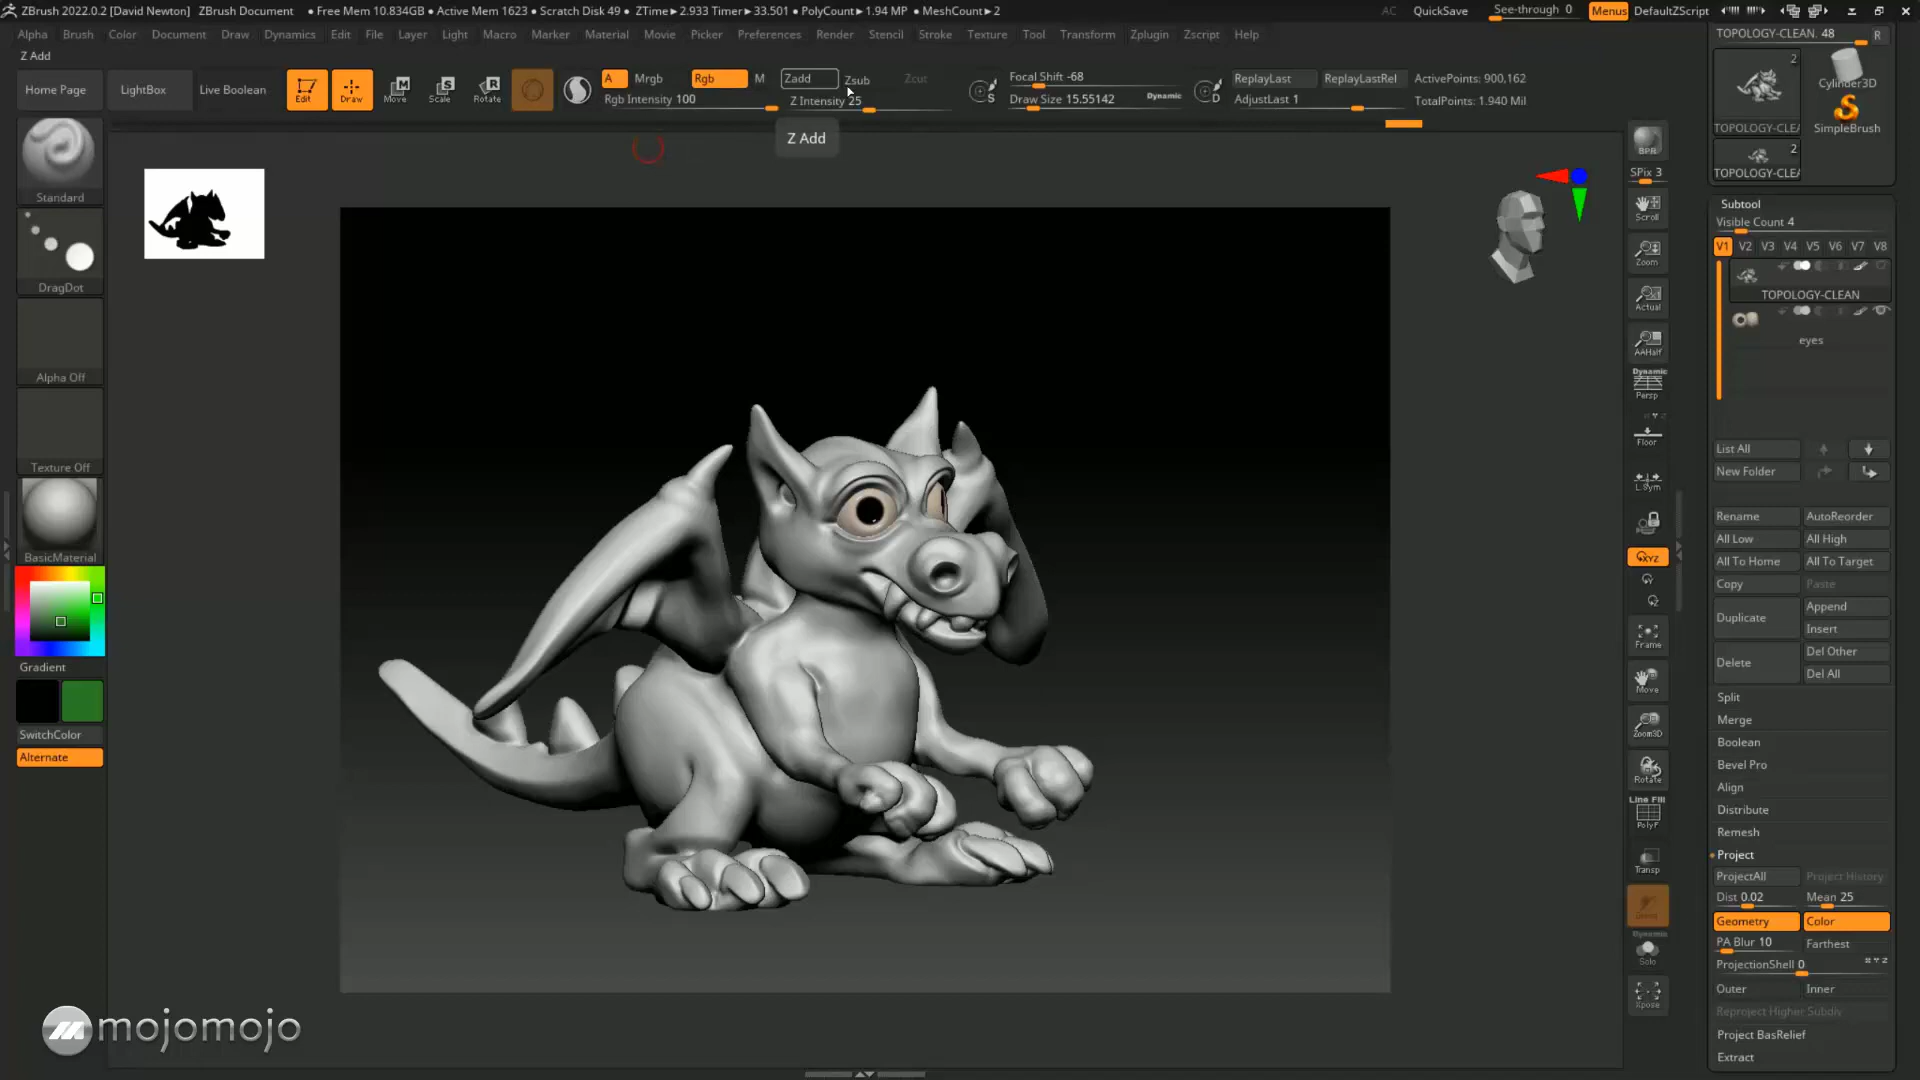 ZBrush 2022.0.2 [David Newton] ZBrush Document • Free Mem 10.834GB • Active Mem 1623 • Scratch Disk 49 • ZTime▸2.933 Timer▸33.501 • PolyCount▸1.94 MP • MeshCount▸2 AC QuickSave See-through 0 Menus DefaultZScript
Alpha Brush Color Document Draw Dynamics Edit File Layer Light Macro Marker Material Movie Picker Preferences Render Stencil Stroke Texture Tool Transform Zplugin Zscript Help
Z Add
Home Page LightBox Live Boolean Edit Draw Move Scale Rotate
A Mrgb Rgb M Zadd Zsub Zcut
Rgb Intensity 100 Z Intensity 25
Focal Shift -68
Draw Size 15.55142 Dynamic
S
D
ReplayLast ReplayLastRel ActivePoints: 900,162
AdjustLast 1 TotalPoints: 1.940 Mil
Z Add
Standard
DragDot
Alpha Off
Texture Off
BasicMaterial
Gradient
SwitchColor
Alternate
mojomojo
BPR
SPix 3
Scroll
Zoom
Actual
AAHalf
Dynamic
Persp
Floor
L.Sym
XYZ
Frame
Move
Zoom3D
Rotate
Line Fill
PolyF
Transp
Dynamic
Solo
Xpose
TOPOLOGY-CLEAN. 48 R
2
Cylinder3D
TOPOLOGY-CLEA
SimpleBrush
2
TOPOLOGY-CLEA
Subtool
Visible Count 4
V1 V2 V3 V4 V5 V6 V7 V8
TOPOLOGY-CLEAN
eyes
List All
New Folder
Rename AutoReorder
All Low All High
All To Home All To Target
Copy Paste
Duplicate Append
Insert
Delete Del Other
Del All
Split
Merge
Boolean
Bevel Pro
Align
Distribute
Remesh
Project
ProjectAll Project History
Dist 0.02 Mean 25
Geometry Color
PA Blur 10 Farthest
ProjectionShell 0
Outer Inner
Reproject Higher Subdiv
Project BasRelief
Extract